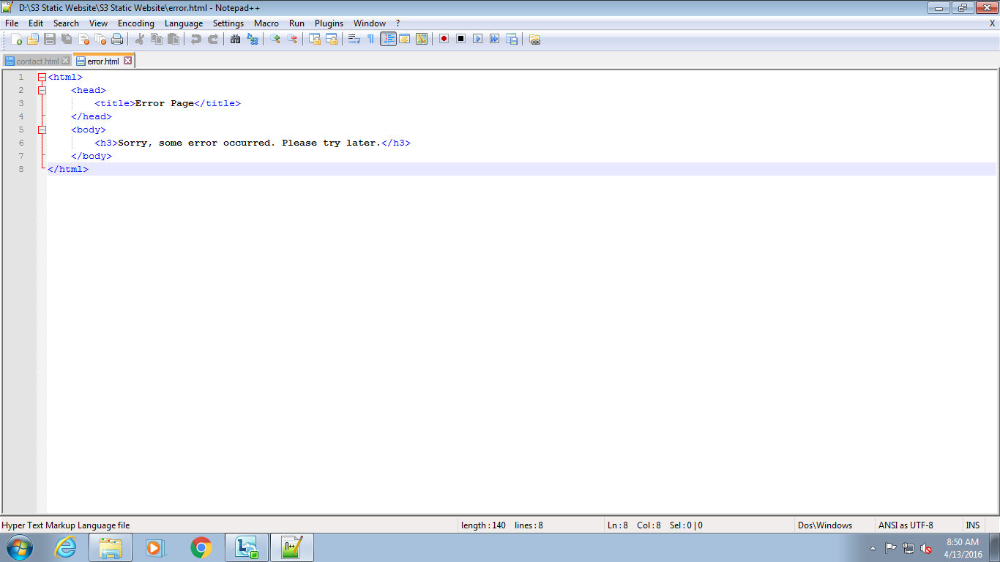 D:\S3 Static Website\S3 Static Website\error.html - Notepad++
File Edit Search View Encoding Language Settings Macro Run Plugins Window ? X
contact.html error.html
1 <html>
2 <head>
3 <title>Error Page</title>
4 </head>
5 <body>
6 <h3>Sorry, some error occurred. Please try later.</h3>
7 </body>
8 </html>
Hyper Text Markup Language file length : 140 lines : 8 Ln : 8 Col : 8 Sel : 0 | 0 Dos\Windows ANSI as UTF-8 INS
8:50 AM
4/13/2016